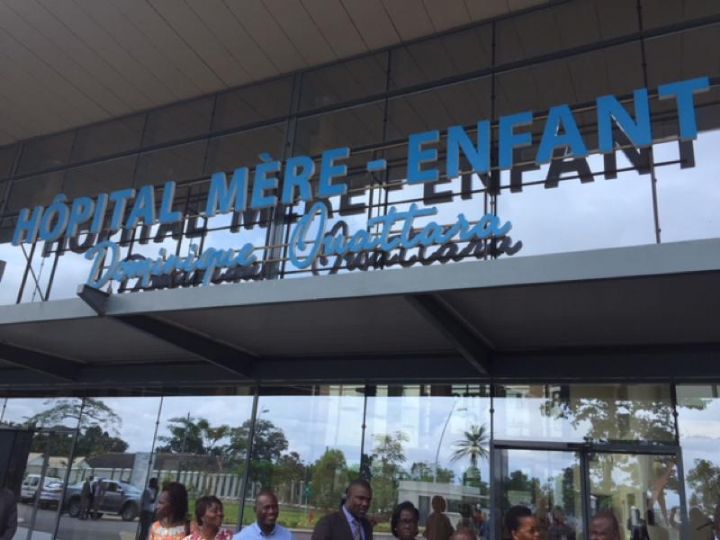 HÔPITAL MÈRE - ENFANT
Dominique Ouattara